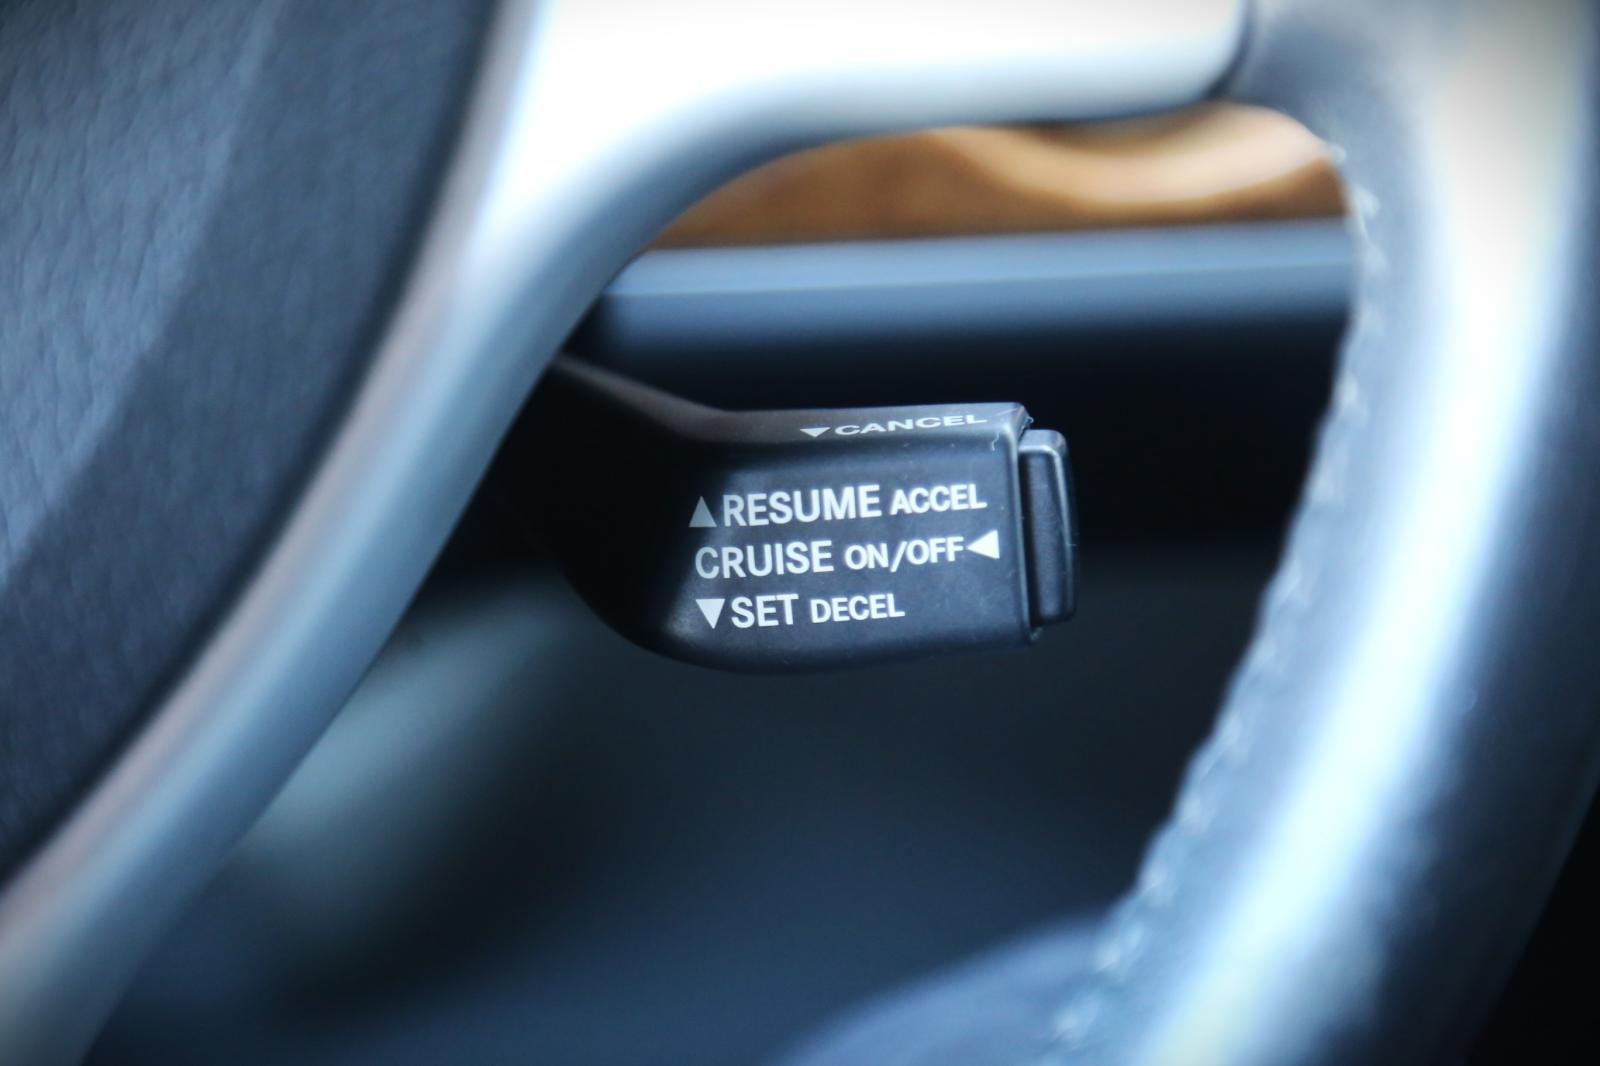 ▼CANCEL
▲RESUME ACCEL
CRUISE ON/OFF◀
▼SET DECEL